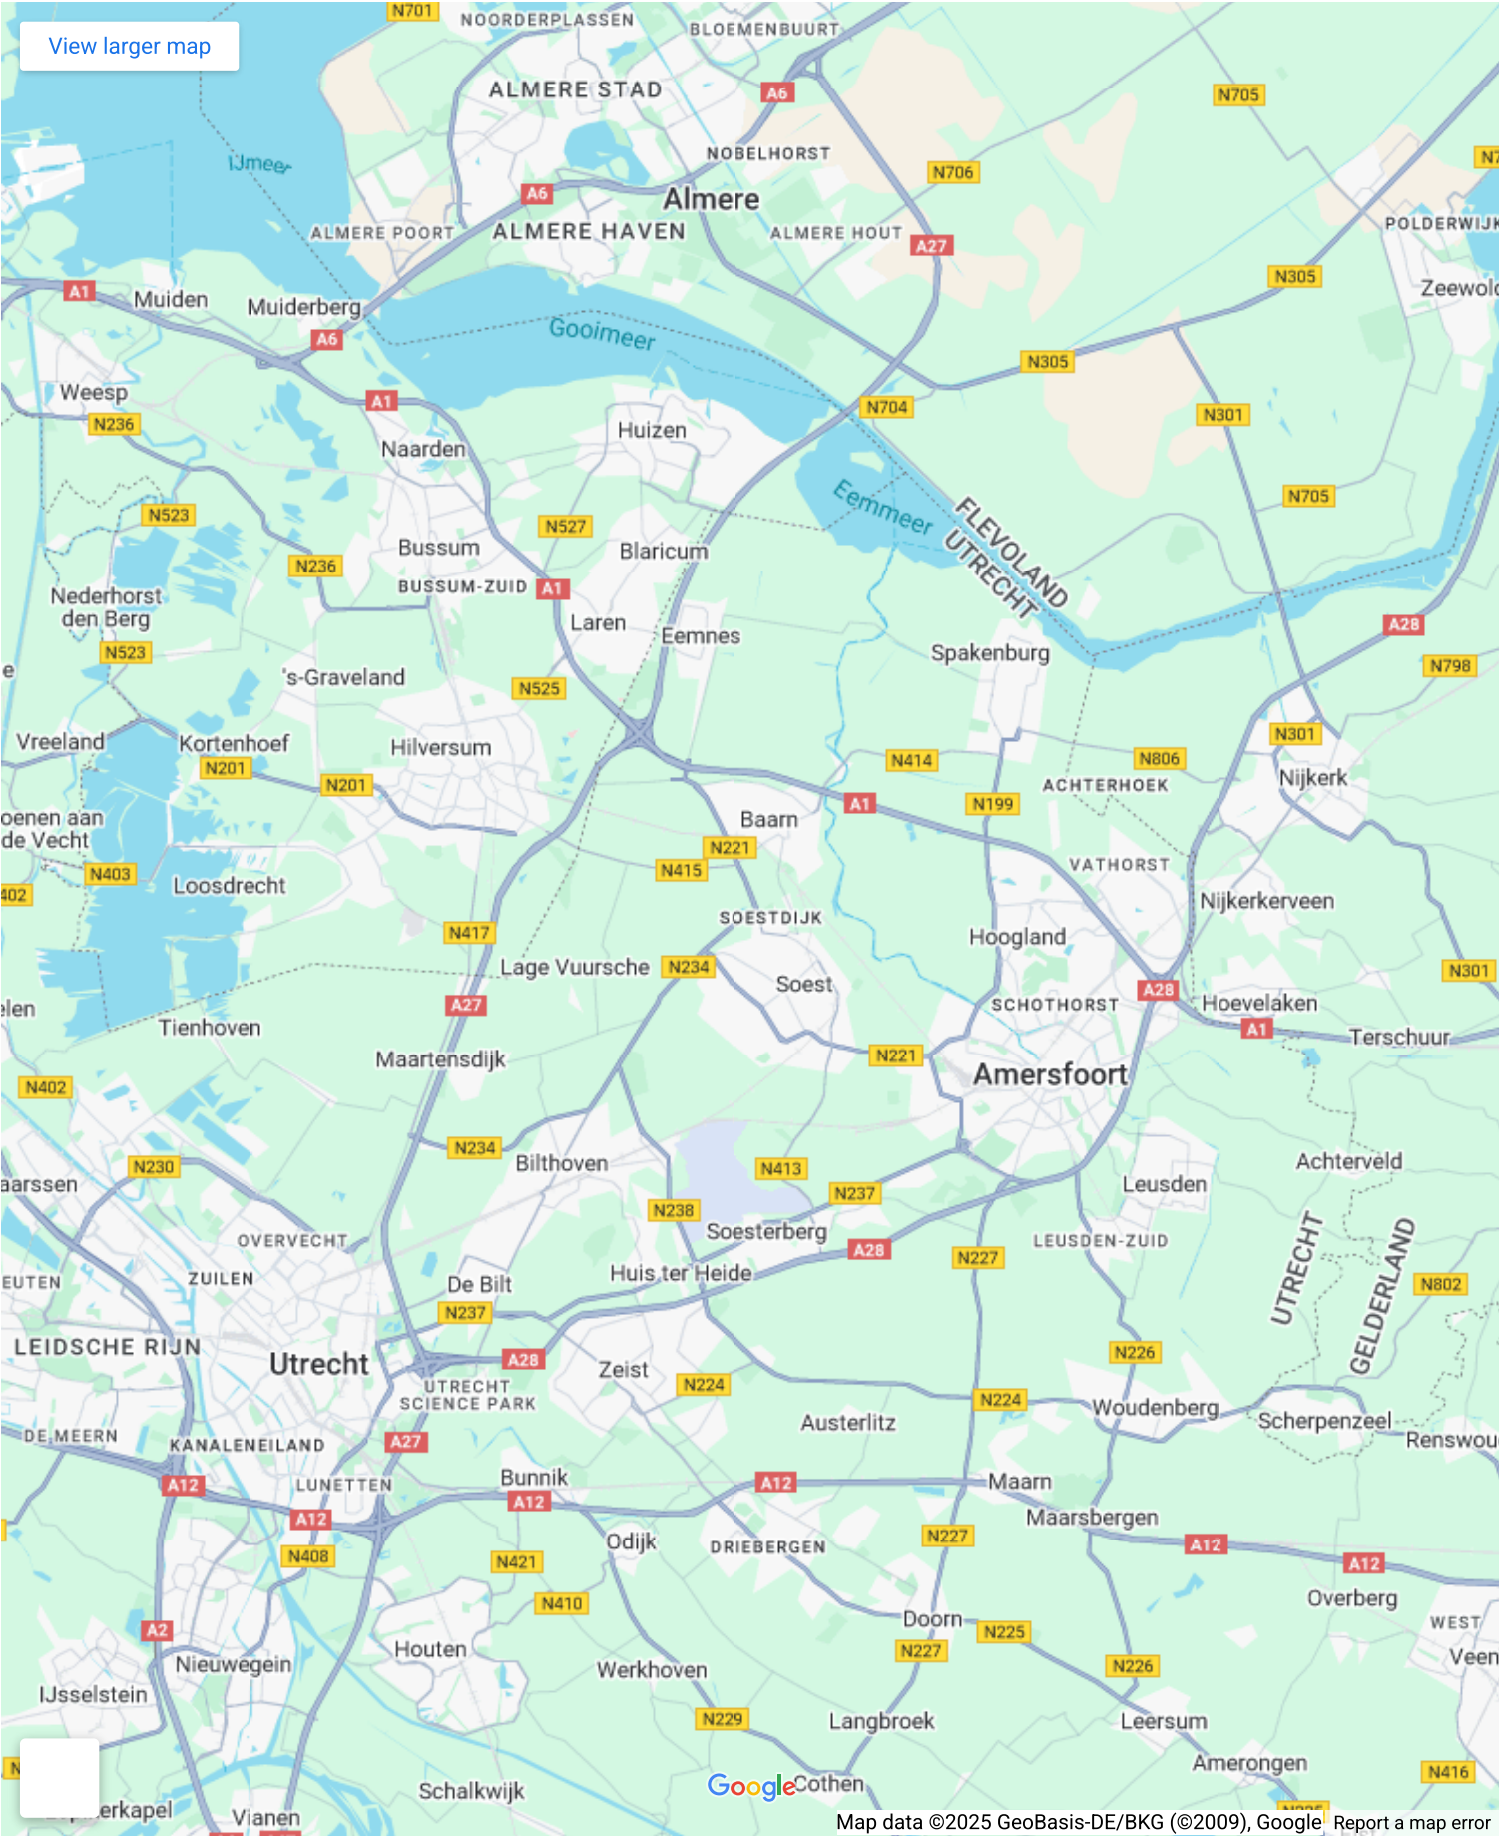 N701
NOORDERPLASSEN
BLOEMENBUURT
View larger map
ALMERE STAD
A6
N705
NOBELHORST
N706
IJmeer
A6
Almere
ALMERE POORT
ALMERE HAVEN
ALMERE HOUT
A27
POLDERWIJK
N305
Zeewold
A1
Muiden
Muiderberg
Gooimeer
A6
N305
Weesp
A1
N704
N301
N236
Huizen
Naarden
Eemmeer
N705
FLEVOLAND
UTRECHT
N523
N527
Bussum
Blaricum
N236
BUSSUM-ZUID
A1
Nederhorst
den Berg
Laren
Eemnes
A28
N523
Spakenburg
N798
's-Graveland
N525
Vreeland
Kortenhoef
Hilversum
N301
N201
N201
N414
N806
Nijkerk
ACHTERHOEK
A1
N199
oenen aan
de Vecht
Baarn
N221
N403
N415
VATHORST
402
Loosdrecht
Nijkerkerveen
SOESTDIJK
N417
Hoogland
Lage Vuursche
N234
N301
Soest
A28
elen
A27
SCHOTHORST
Hoevelaken
Tienhoven
A1
Terschuur
Maartensdijk
N221
Amersfoort
N402
N234
Bilthoven
N230
N413
Achterveld
aarssen
N237
Leusden
N238
Soesterberg
OVERVECHT
A28
N227
LEUSDEN-ZUID
UTRECHT
GELDERLAND
EUTEN
ZUILEN
De Bilt
Huis ter Heide
N802
N237
LEIDSCHE RIJN
Utrecht
A28
Zeist
N226
N224
UTRECHT
SCIENCE PARK
N224
Woudenberg
Austerlitz
Scherpenzeel
DE MEERN
KANALENEILAND
A27
Renswou
A12
LUNETTEN
Bunnik
A12
Maarn
A12
A12
Maarsbergen
N408
Odijk
DRIEBERGEN
N227
A12
A12
N421
N410
Overberg
A2
Doorn
N225
WEST
Houten
N227
Veen
Nieuwegein
Werkhoven
N226
IJsselstein
N229
Langbroek
Leersum
Amerongen
N416
Schalkwijk
Google
Cothen
erkapel
Vianen
Map data ©2025 GeoBasis-DE/BKG (©2009), Google
Report a map error